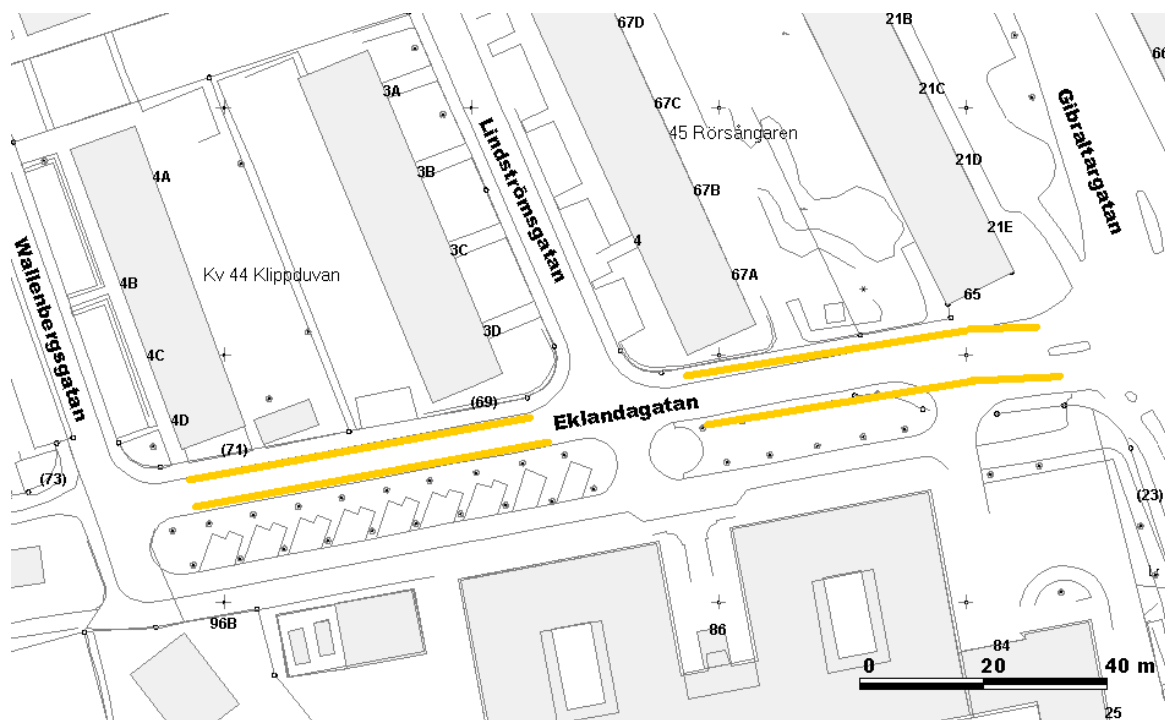 67D
21B
66
3A
21C
67C
45 Rörsångaren
Gibraltargatan
Lindströmsgatan
21D
4A
3B
67B
21E
4
3C
Wallenbergsgatan
Kv 44 Klippduvan
67A
4B
65
3D
4C
(69)
Eklandagatan
4D
(71)
(73)
(23)
96B
86
84
0 20 40 m
25